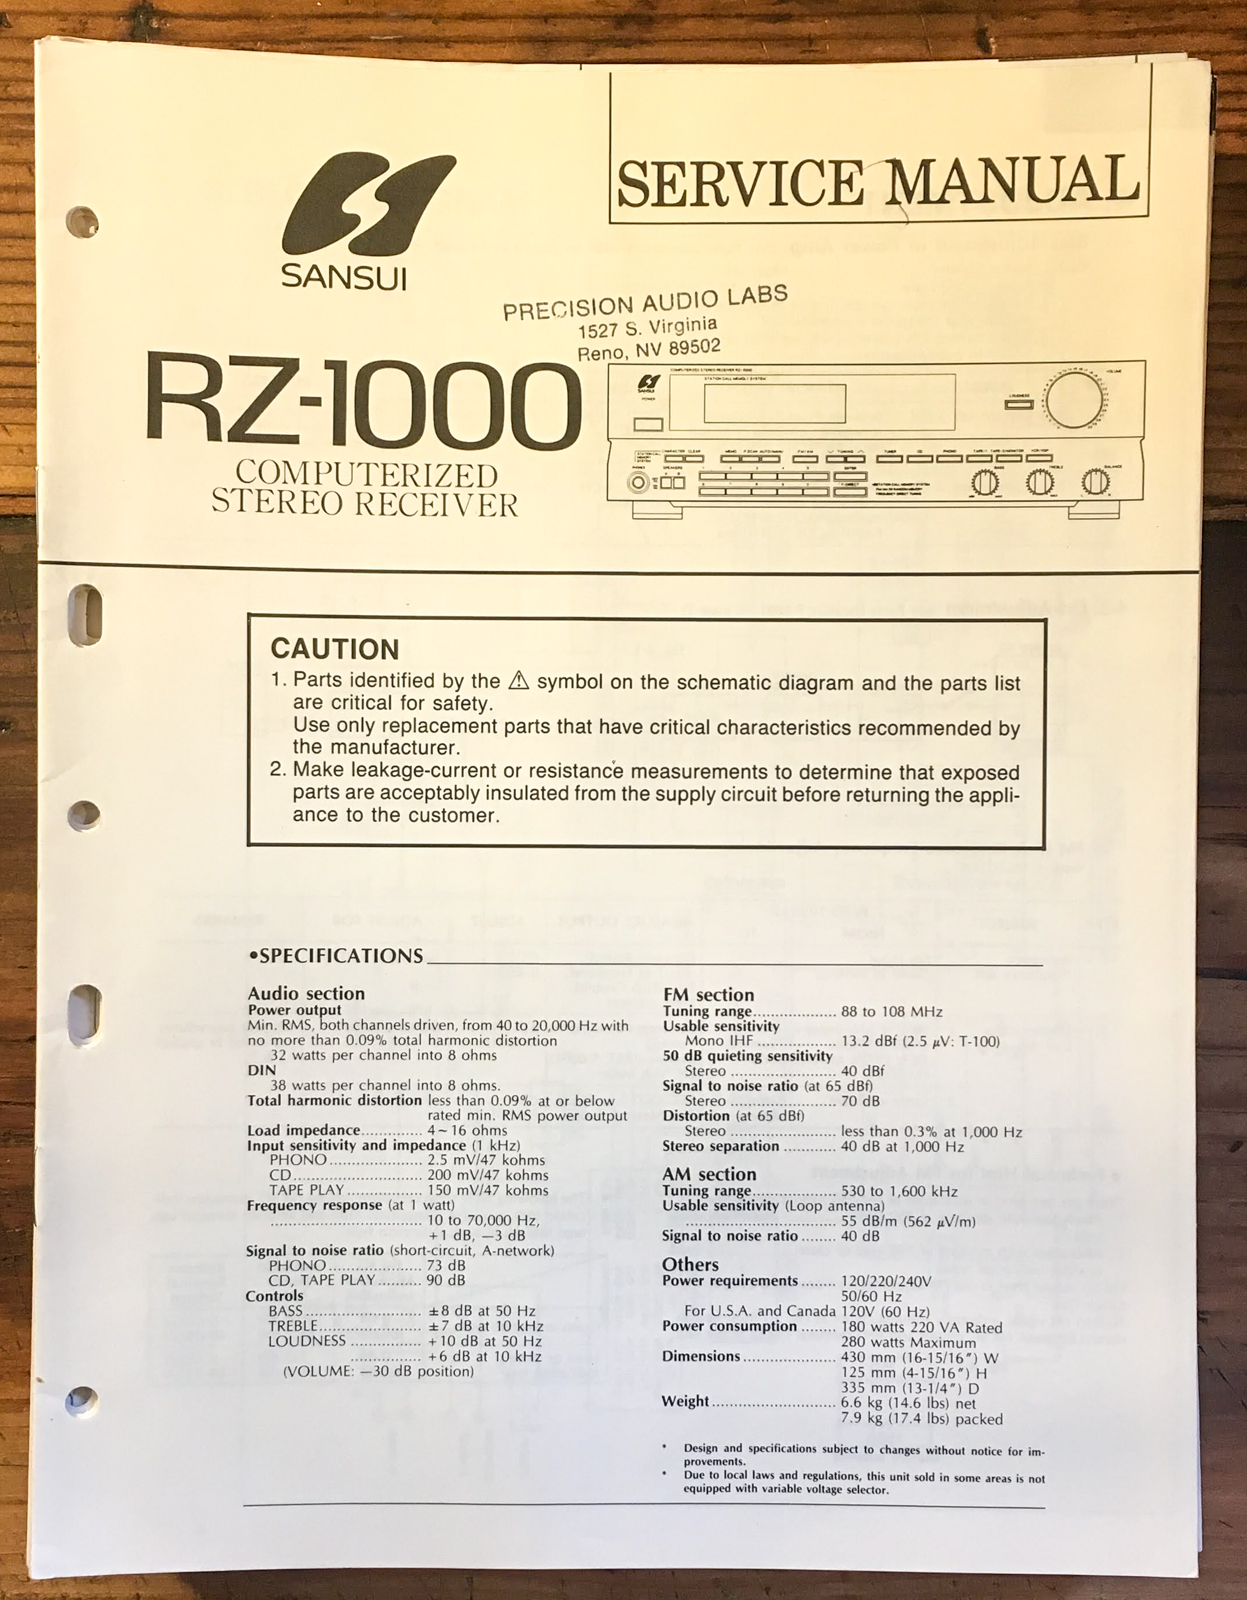 SERVICE MANUAL
SANSUI
PRECISION AUDIO LABS
1527 S. Virginia
Reno, NV 89502
RZ-1000
COMPUTERIZED
STEREO RECEIVER
COMPUTERIZED STEREO RECEIVER RZ-1000
STATION CALL MEMORY SYSTEM
SANSUI
POWER
LOUDNESS
VOLUME
PHONES
SPEAKERS
BASS
TREBLE
BALANCE
CAUTION
1. Parts identified by the ⚠ symbol on the schematic diagram and the parts list
are critical for safety.
Use only replacement parts that have critical characteristics recommended by
the manufacturer.
2. Make leakage-current or resistance measurements to determine that exposed
parts are acceptably insulated from the supply circuit before returning the appli-
ance to the customer.
•SPECIFICATIONS
Audio section
Power output
Min. RMS, both channels driven, from 40 to 20,000 Hz with
no more than 0.09% total harmonic distortion
32 watts per channel into 8 ohms
DIN
38 watts per channel into 8 ohms.
Total harmonic distortion less than 0.09% at or below
rated min. RMS power output
Load impedance............. 4~16 ohms
Input sensitivity and impedance (1 kHz)
PHONO.................... 2.5 mV/47 kohms
CD............................ 200 mV/47 kohms
TAPE PLAY................ 150 mV/47 kohms
Frequency response (at 1 watt)
................................ 10 to 70,000 Hz,
+1 dB, −3 dB
Signal to noise ratio (short-circuit, A-network)
PHONO.................... 73 dB
CD, TAPE PLAY.......... 90 dB
Controls
BASS......................... ±8 dB at 50 Hz
TREBLE...................... ±7 dB at 10 kHz
LOUDNESS ............... +10 dB at 50 Hz
............... +6 dB at 10 kHz
(VOLUME: −30 dB position)
FM section
Tuning range.................. 88 to 108 MHz
Usable sensitivity
Mono IHF ................. 13.2 dBf (2.5 μV: T-100)
50 dB quieting sensitivity
Stereo ....................... 40 dBf
Signal to noise ratio (at 65 dBf)
Stereo ....................... 70 dB
Distortion (at 65 dBf)
Stereo ....................... less than 0.3% at 1,000 Hz
Stereo separation ........... 40 dB at 1,000 Hz
AM section
Tuning range.................. 530 to 1,600 kHz
Usable sensitivity (Loop antenna)
................................ 55 dB/m (562 μV/m)
Signal to noise ratio ........ 40 dB
Others
Power requirements ........ 120/220/240V
50/60 Hz
For U.S.A. and Canada 120V (60 Hz)
Power consumption ........ 180 watts 220 VA Rated
280 watts Maximum
Dimensions.................... 430 mm (16-15/16″) W
125 mm (4-15/16″) H
335 mm (13-1/4″) D
Weight........................... 6.6 kg (14.6 lbs) net
7.9 kg (17.4 lbs) packed
* Design and specifications subject to changes without notice for im-
provements.
* Due to local laws and regulations, this unit sold in some areas is not
equipped with variable voltage selector.